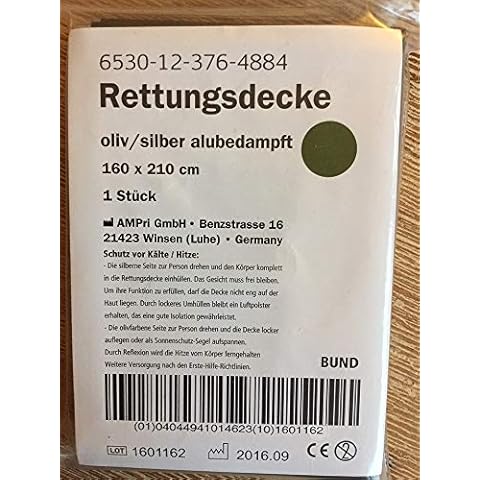 6530-12-376-4884
Rettungsdecke
oliv/silber alubedampft
160 x 210 cm
1 Stück
AMPri GmbH • Benzstrasse 16
21423 Winsen (Luhe) • Germany
Schutz vor Kälte / Hitze:
- Die silberne Seite zur Person drehen und den Körper komplett
in die Rettungsdecke einhüllen. Das Gesicht muss frei bleiben.
Um ihre Funktion zu erfüllen, darf die Decke nicht eng auf der
Haut liegen. Durch lockeres Umhüllen bleibt ein Luftpolster
erhalten, das eine gute Isolation gewährleistet.
- Die olivfarbene Seite zur Person drehen und die Decke locker
auflegen oder als Sonnenschutz-Segel aufspannen.
Durch Reflexion wird die Hitze vom Körper ferngehalten
Weitere Versorgung nach den Erste-Hilfe-Richtlinien.
BUND
(01)04044941014623(10)1601162
LOT 1601162 2016.09 CE 2